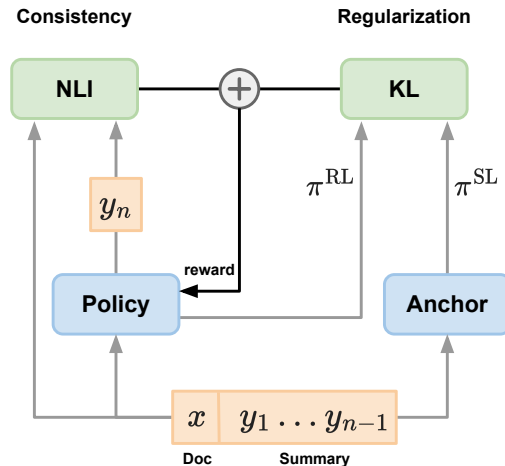 Consistency
Regularization
NLI
+
KL
π^RL
π^SL
y_n
reward
Policy
Anchor
x
y_1 … y_{n−1}
Doc
Summary